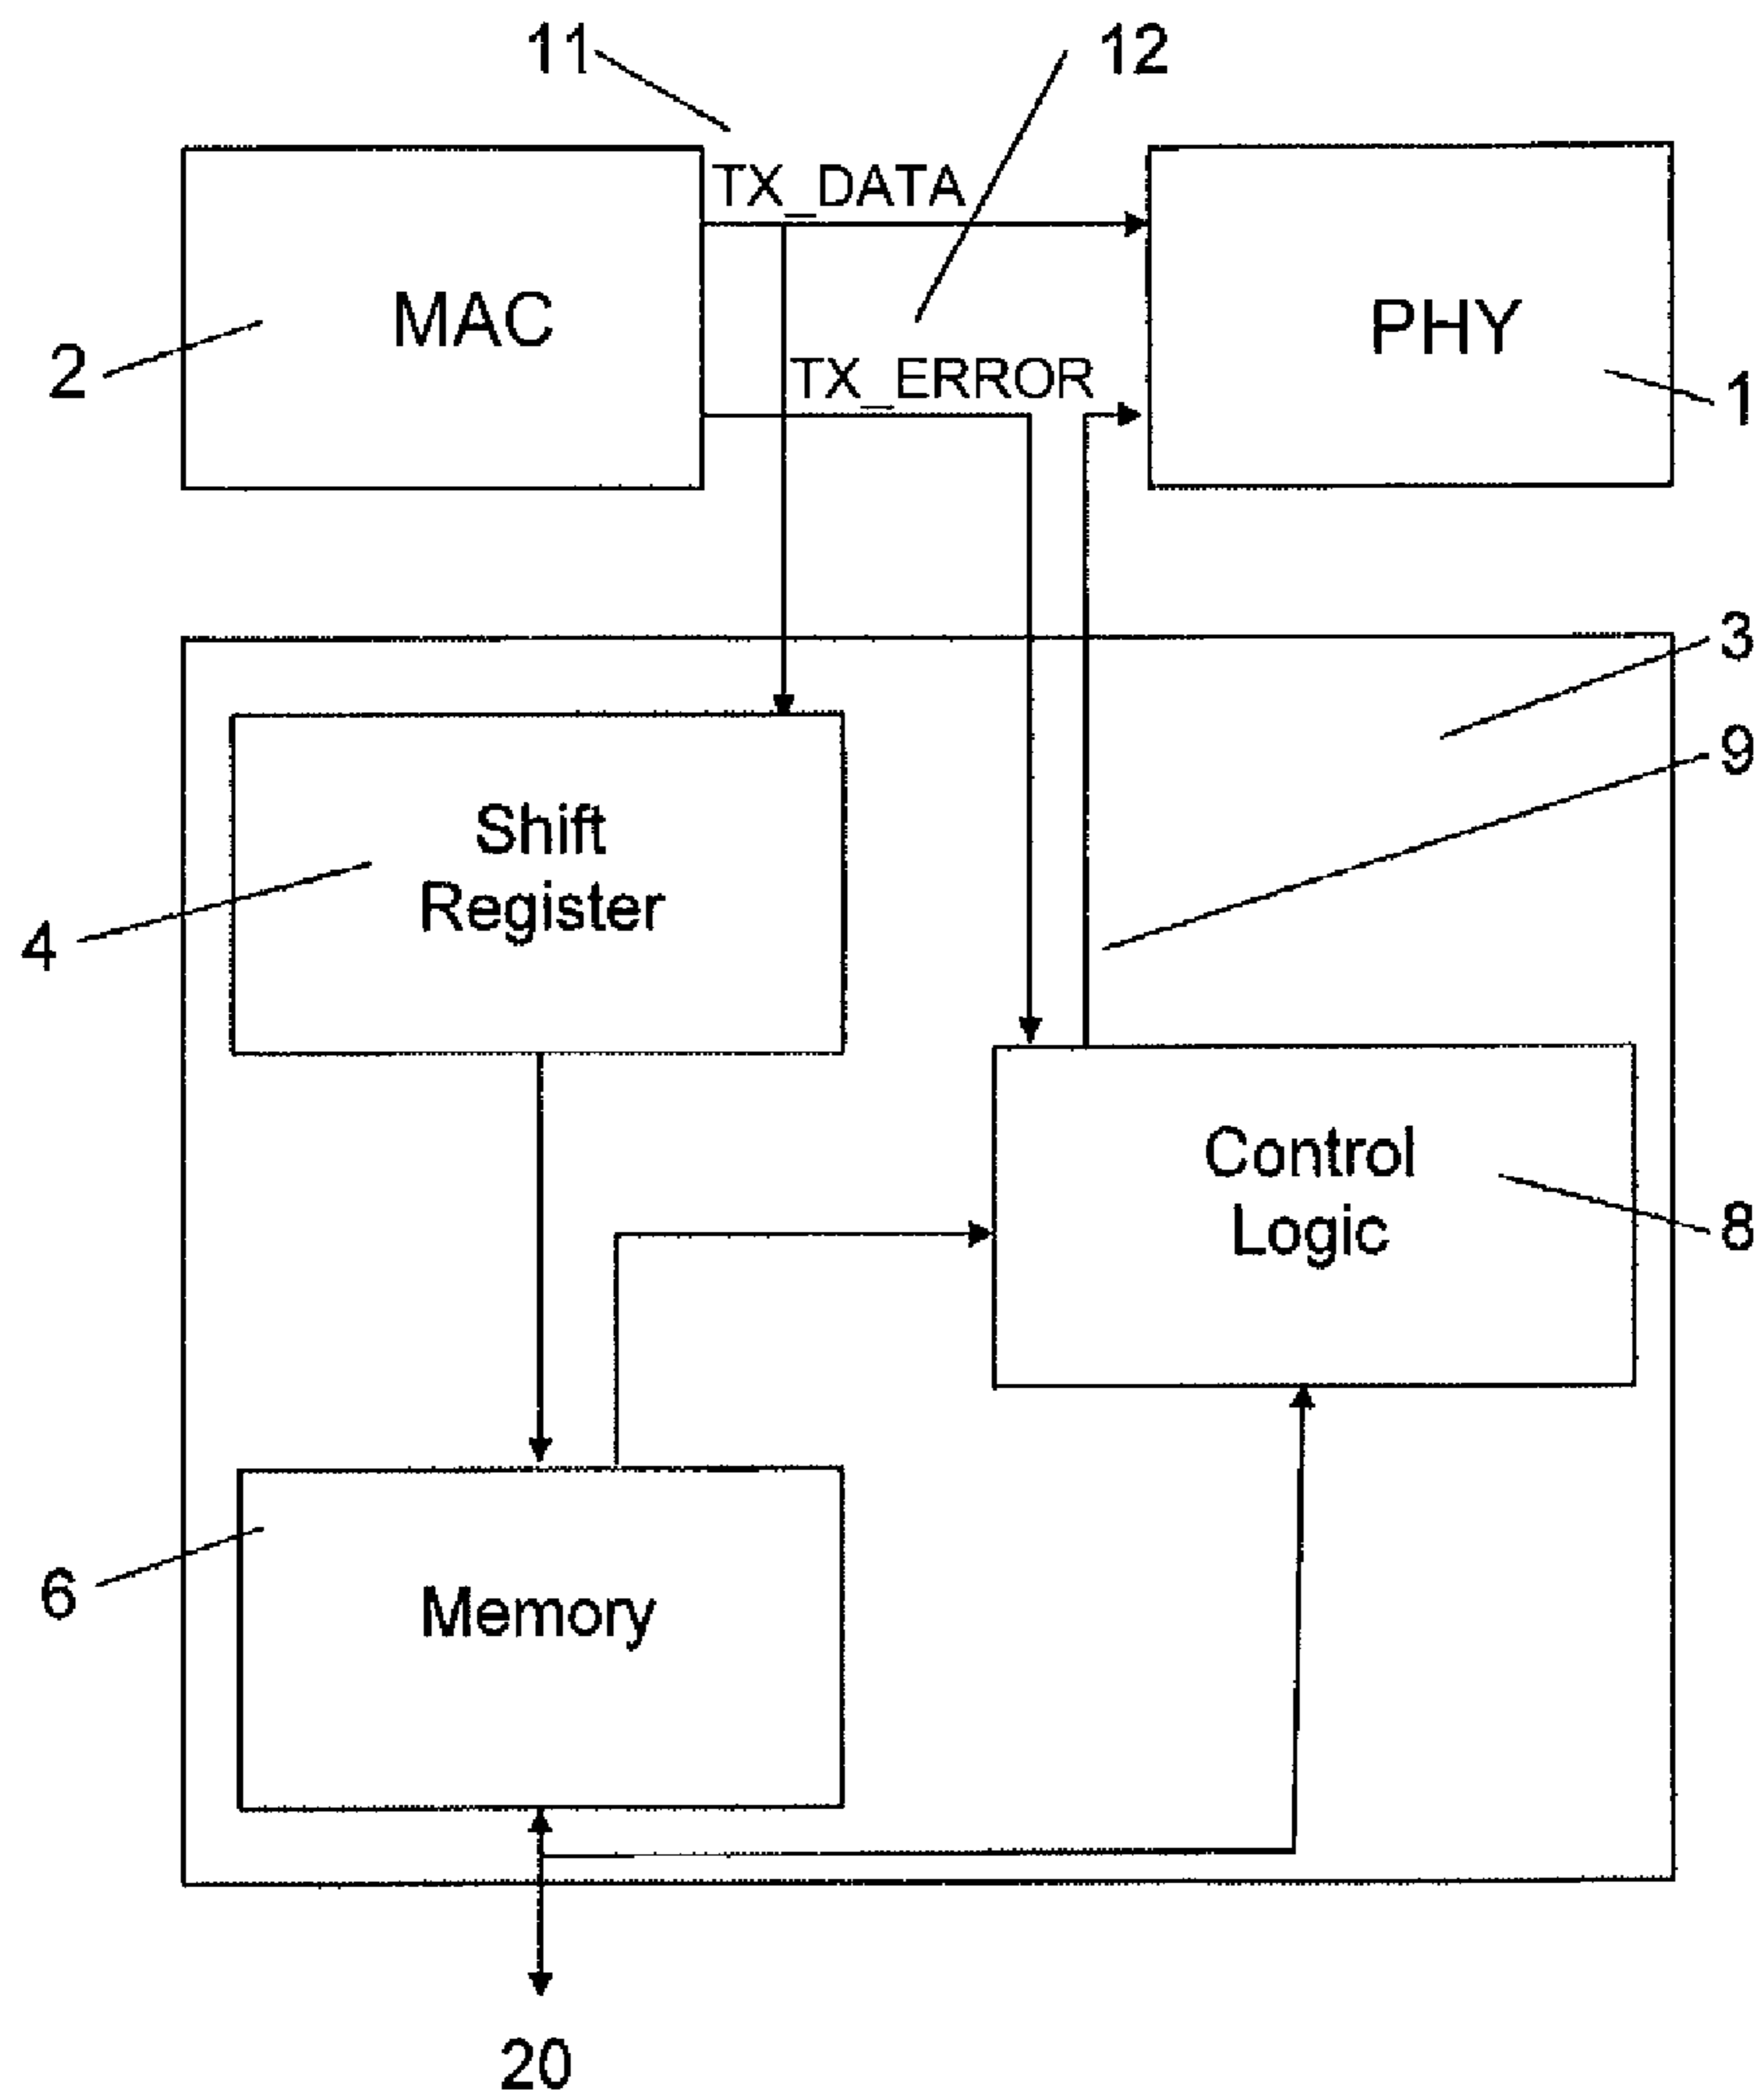 11
12
TX_DATA
MAC
PHY
2
TX_ERROR
1
3
9
Shift
Register
4
Control
Logic
8
6
Memory
20